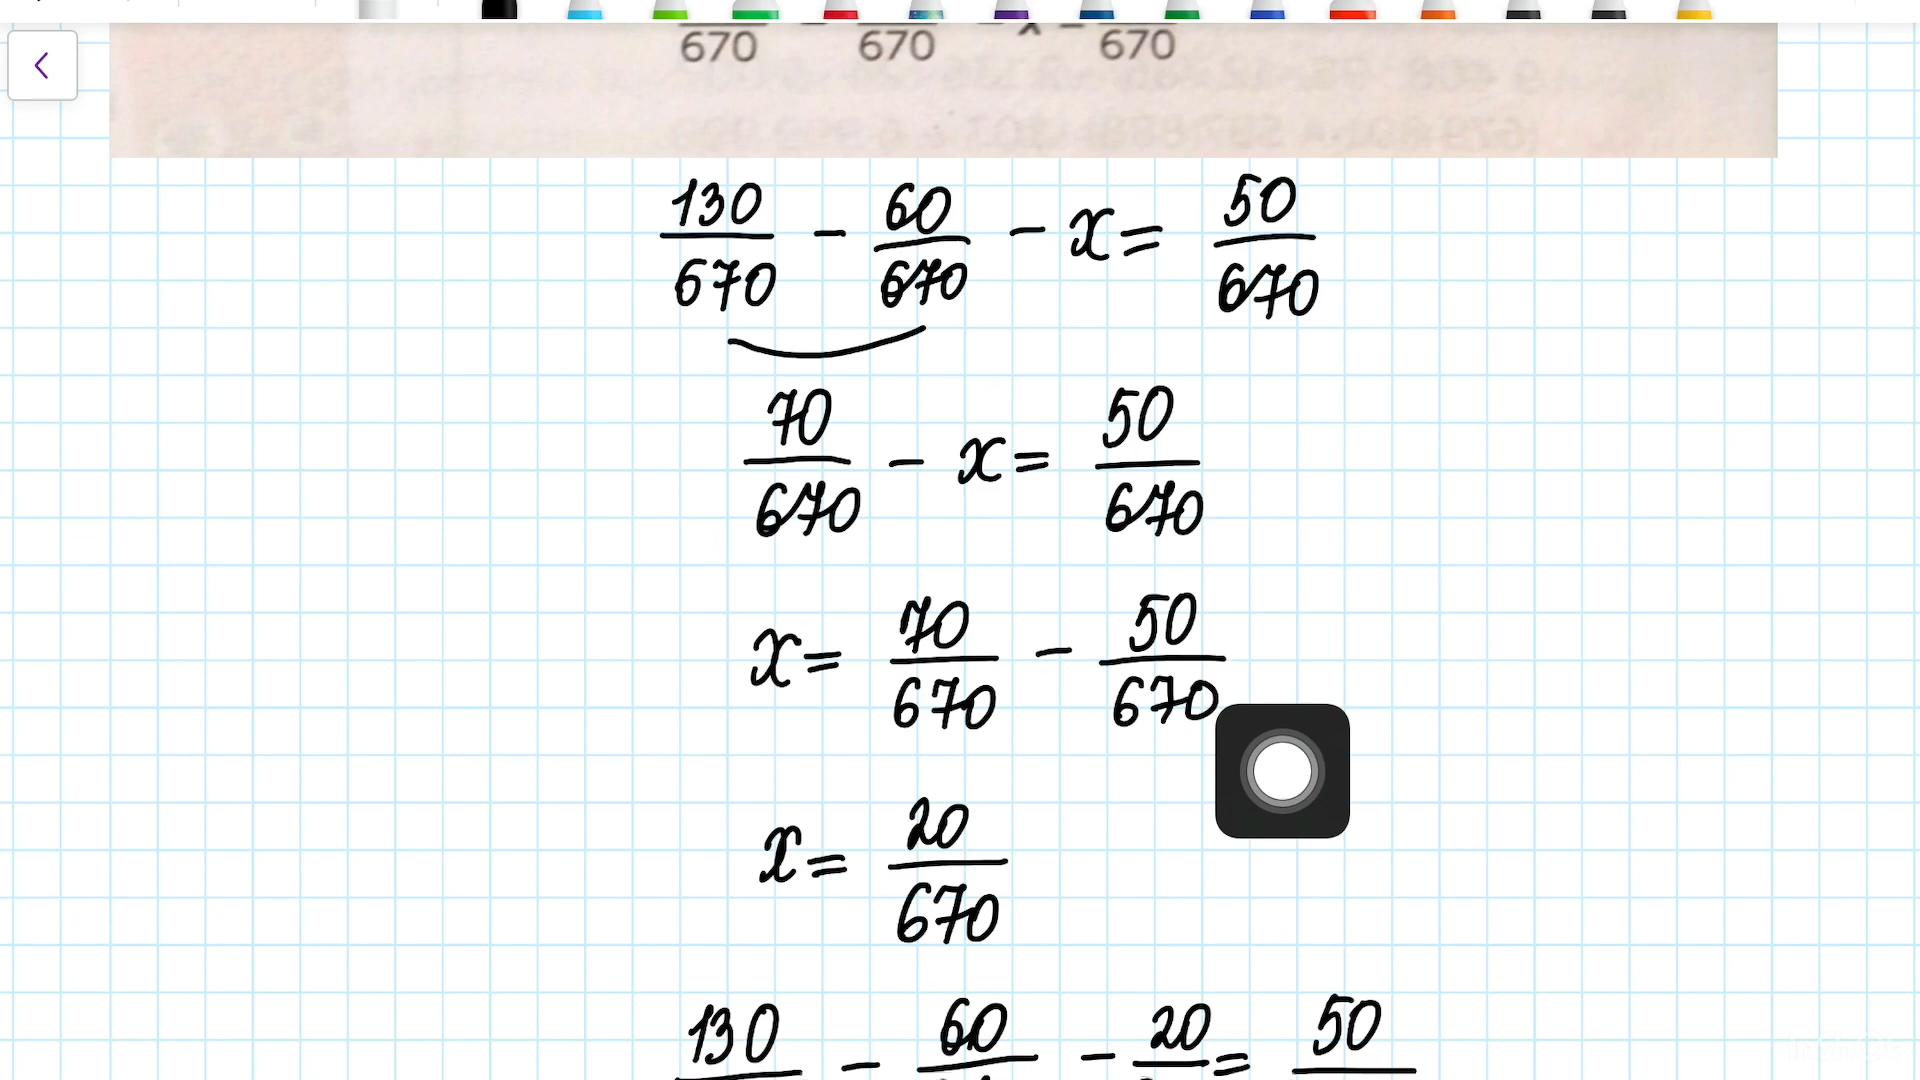 670 670 x - 670
130/670 - 60/670 - x = 50/670
70/670 - x = 50/670
x = 70/670 - 50/670
x = 20/670
130 - 60 - 20 = 50